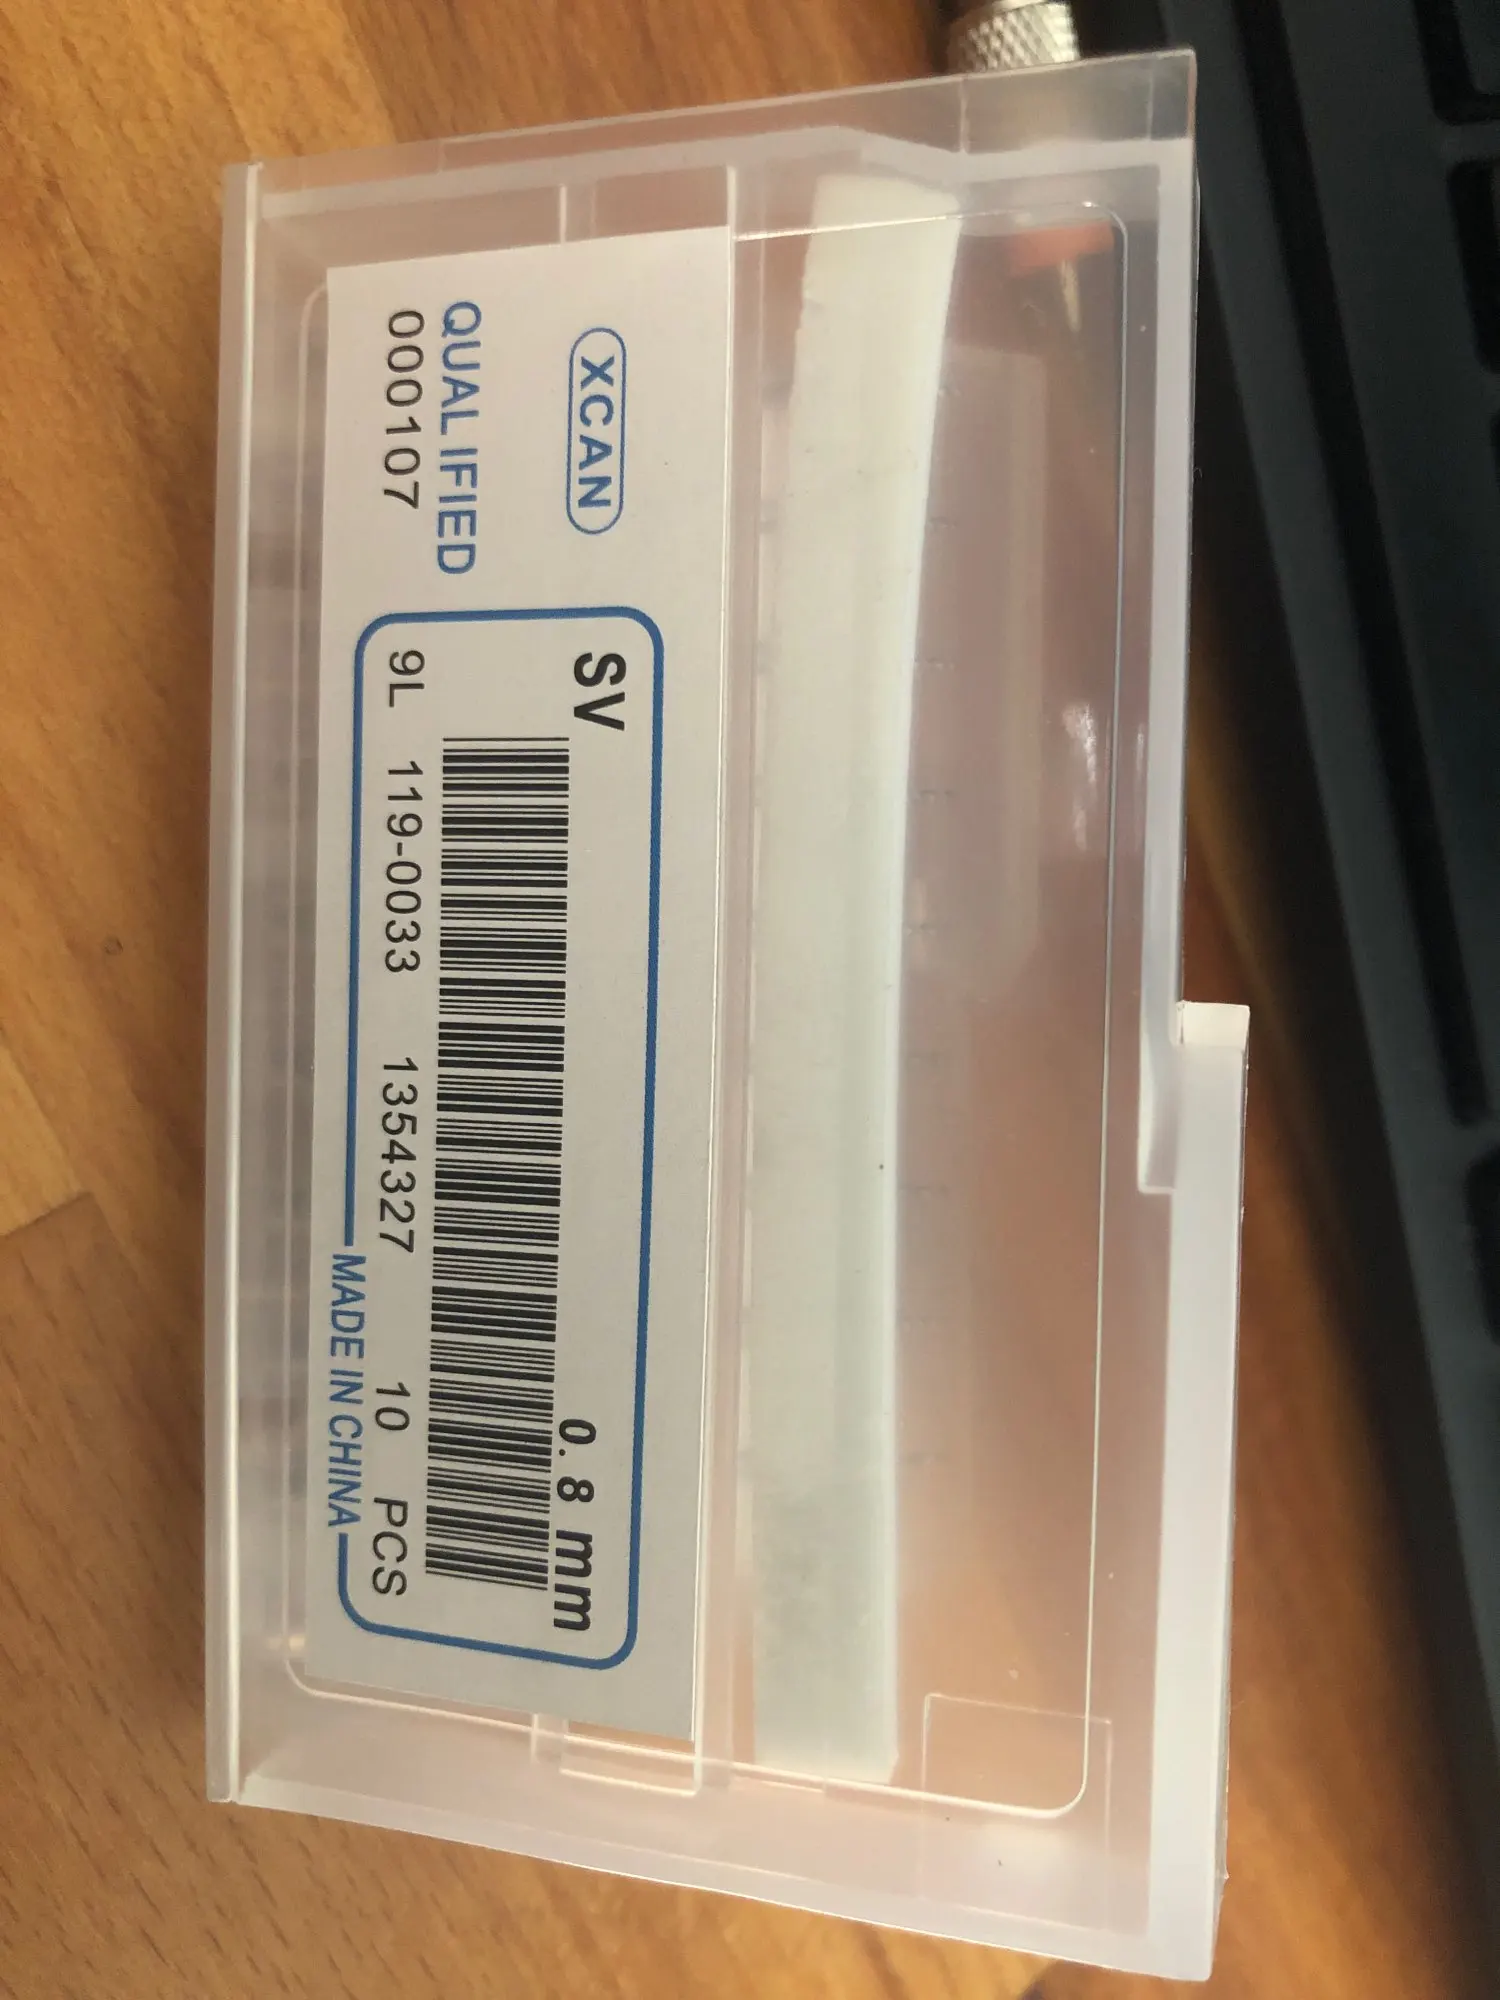 XCAN
QUALIFIED
000107
SV
0.8 mm
9L 119-0033 1354327 10 PCS
MADE IN CHINA